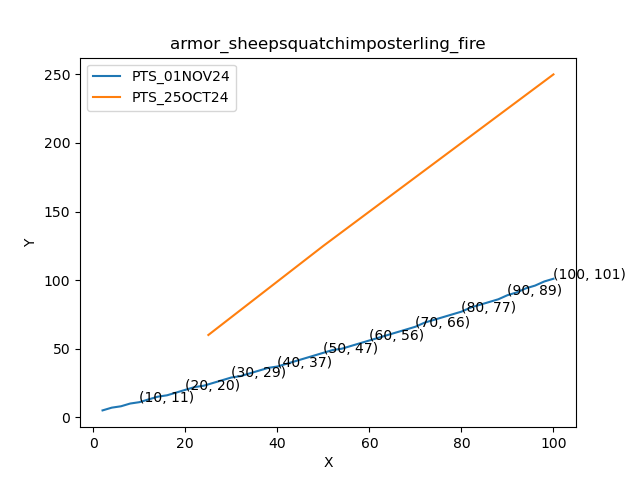 armor_sheepsquatchimposterling_fire
PTS_01NOV24
PTS_25OCT24
250
200
150
100
50
0
Y
(100, 101)
(90, 89)
(80, 77)
(70, 66)
(60, 56)
(50, 47)
(40, 37)
(30, 29)
(20, 20)
(10, 11)
0 20 40 60 80 100
X